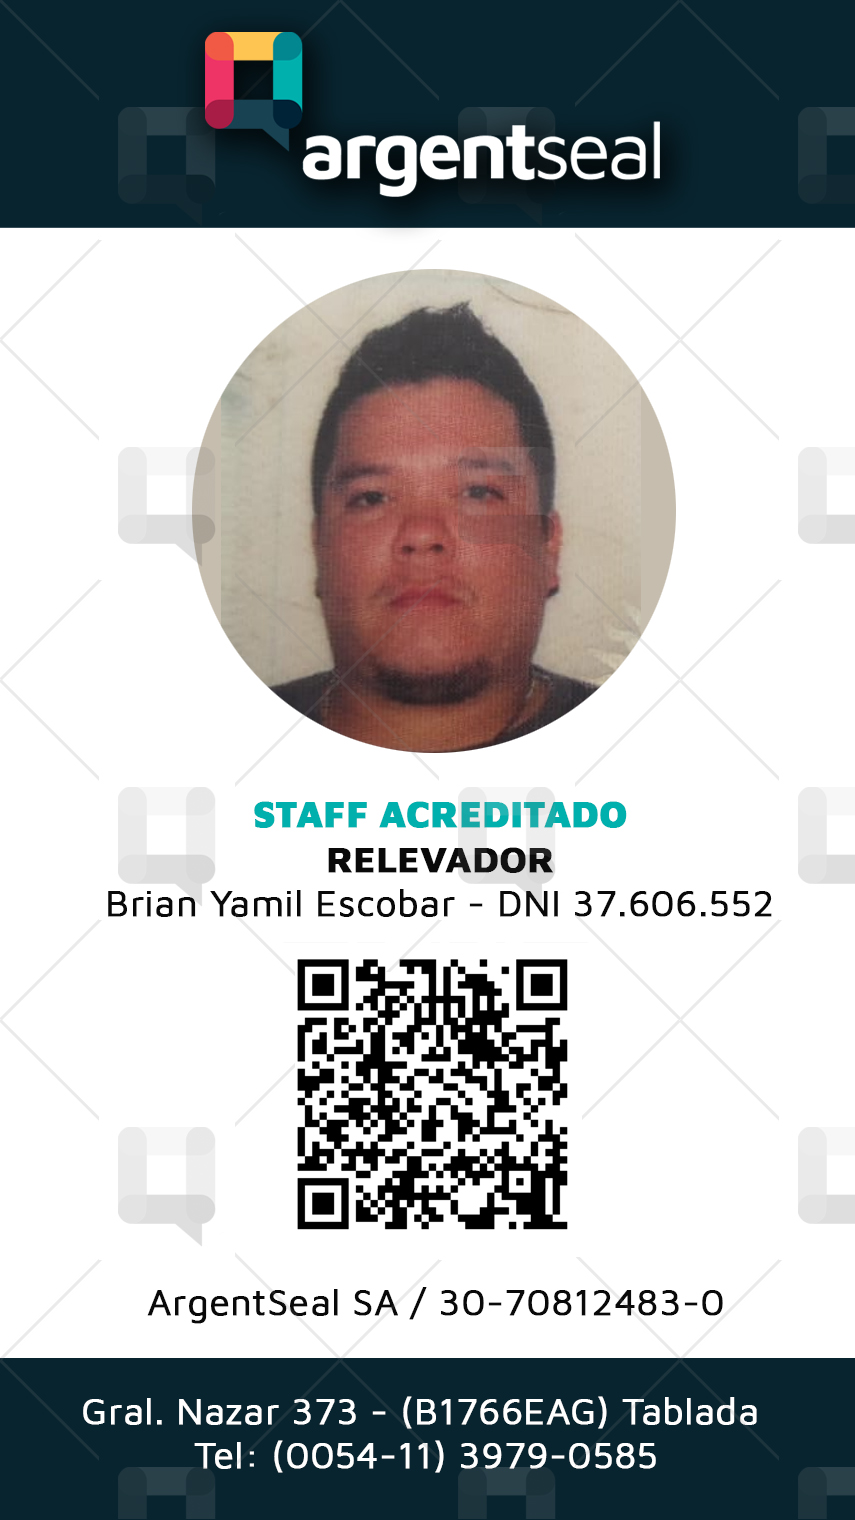 argentseal
STAFF ACREDITADO
RELEVADOR
Brian Yamil Escobar - DNI 37.606.552
ArgentSeal SA / 30-70812483-0
Gral. Nazar 373 - (B1766EAG) Tablada
Tel: (0054-11) 3979-0585